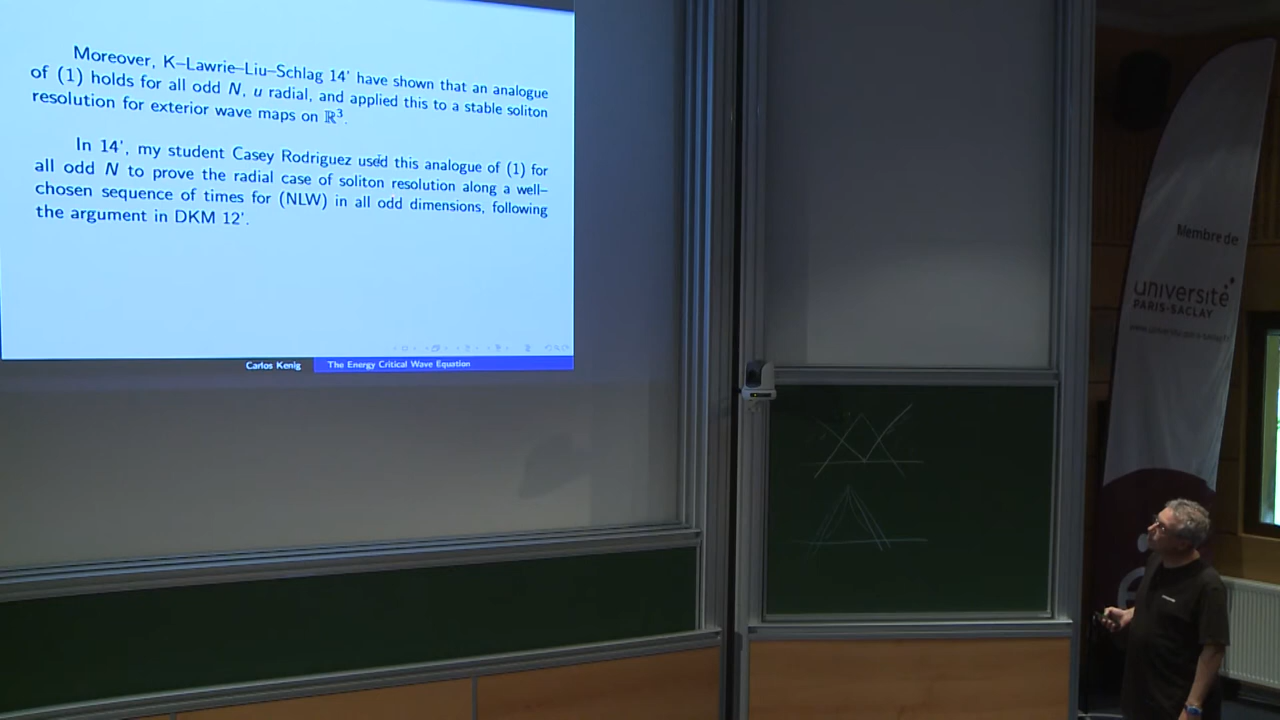 Moreover, K–Lawrie–Liu–Schlag 14' have shown that an analogue
of (1) holds for all odd N, u radial, and applied this to a stable soliton
resolution for exterior wave maps on ℝ³.
In 14', my student Casey Rodriguez used this analogue of (1) for
all odd N to prove the radial case of soliton resolution along a well–
chosen sequence of times for (NLW) in all odd dimensions, following
the argument in DKM 12'.
Carlos Kenig
The Energy Critical Wave Equation
Membre de
université
PARIS-SACLAY